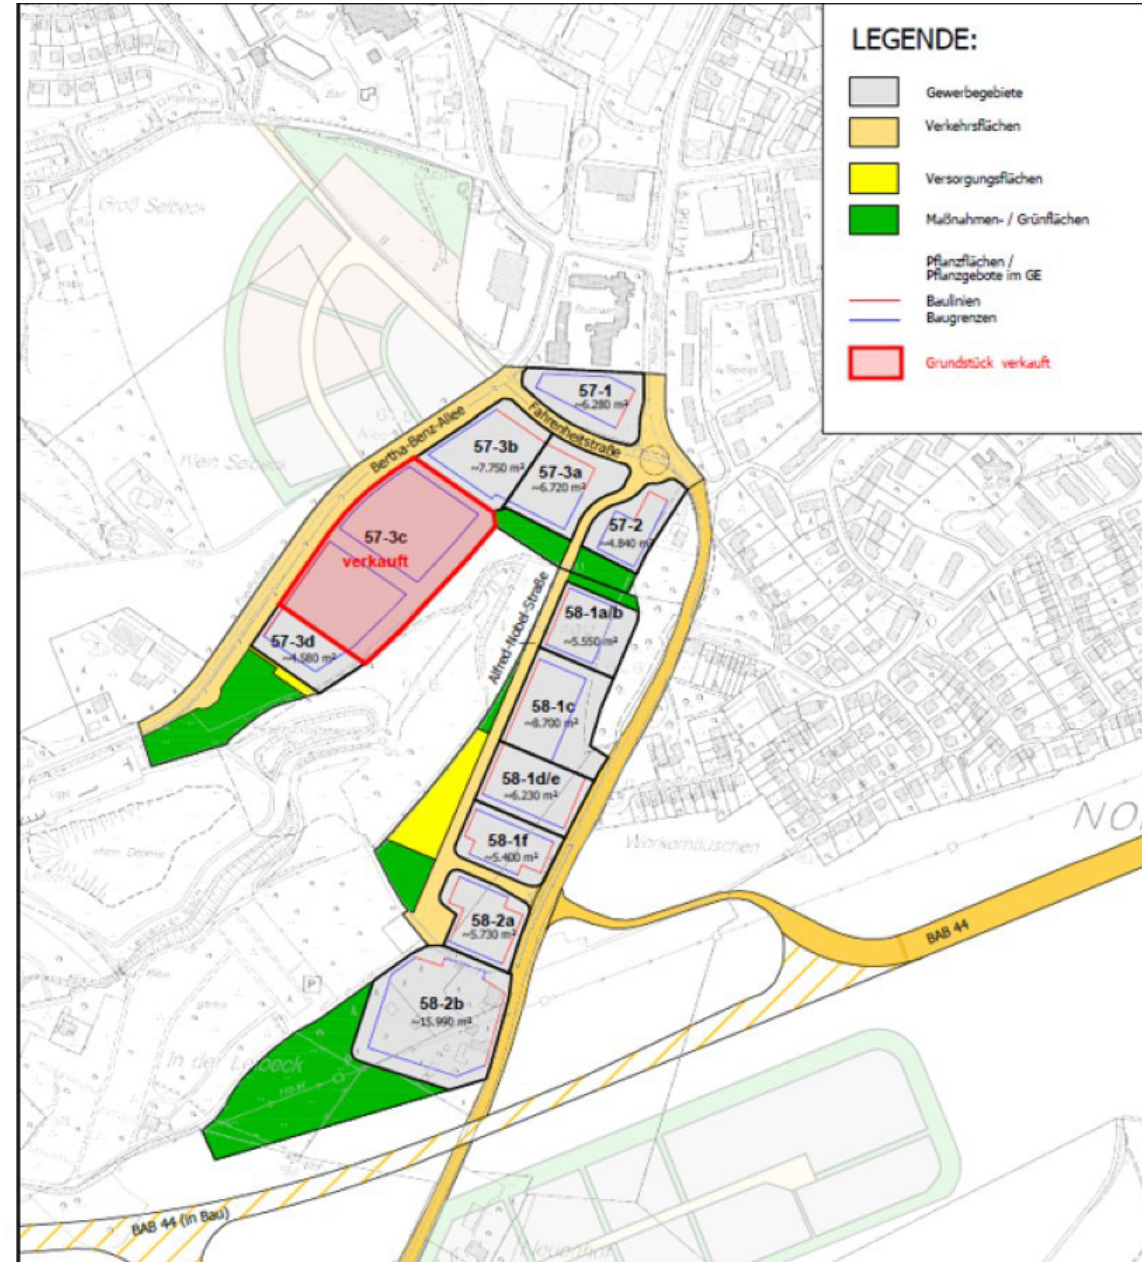 LEGENDE:
Gewerbegebiete
Verkehrsflächen
Versorgungsflächen
Maßnahmen- / Grünflächen
Pflanzflächen /
Pflanzgebote im GE
Baulinien
Baugrenzen
Grundstück verkauft
Groß Selbeck
Klein Selbeck
57-1
~6.280 m²
Fahrenheitstraße
Bertha-Benz-Allee
57-3b
~7.750 m²
57-3a
~6.720 m²
57-2
~4.840 m²
57-3c
verkauft
57-3d
~4.580 m²
Alfred-Nobel-Straße
58-1a/b
~5.550 m²
58-1c
~8.700 m²
58-1d/e
~6.230 m²
58-1f
~5.400 m²
58-2a
~5.730 m²
58-2b
~15.990 m²
P
In der Leibeck
BAB 44
BAB 44 (in Bau)
Neuenhof